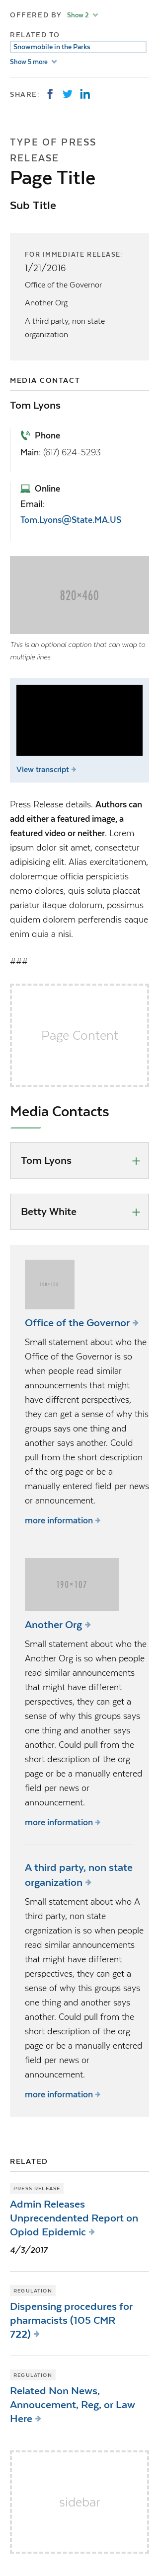 OFFERED BY Show 2
RELATED TO
Snowmobile in the Parks
Show 5 more
SHARE:
TYPE OF PRESS
RELEASE
Page Title
Sub Title
FOR IMMEDIATE RELEASE:
1/21/2016
Office of the Governor
Another Org
A third party, non state
organization
MEDIA CONTACT
Tom Lyons
Phone
Main: (617) 624-5293
Online
Email:
Tom.Lyons@State.MA.US
820×460
This is an optional caption that can wrap to
multiple lines.
View transcript
Press Release details. Authors can
add either a featured image, a
featured video or neither. Lorem
ipsum dolor sit amet, consectetur
adipisicing elit. Alias exercitationem,
doloremque officia perspiciatis
nemo dolores, quis soluta placeat
pariatur itaque dolorum, possimus
quidem dolorem perferendis eaque
enim quia a nisi.
###
Page Content
Media Contacts
Tom Lyons
Betty White
Office of the Governor
Small statement about who the
Office of the Governor is so
when people read similar
announcements that might
have different perspectives,
they can get a sense of why this
groups says one thing and
another says another. Could
pull from the short description
of the org page or be a
manually entered field per news
or announcement.
more information
190×107
Another Org
Small statement about who the
Another Org is so when people
read similar announcements
that might have different
perspectives, they can get a
sense of why this groups says
one thing and another says
another. Could pull from the
short description of the org
page or be a manually entered
field per news or
announcement.
more information
A third party, non state
organization
Small statement about who A
third party, non state
organization is so when people
read similar announcements
that might have different
perspectives, they can get a
sense of why this groups says
one thing and another says
another. Could pull from the
short description of the org
page or be a manually entered
field per news or
announcement.
more information
RELATED
PRESS RELEASE
Admin Releases
Unprecendented Report on
Opiod Epidemic
4/3/2017
REGULATION
Dispensing procedures for
pharmacists (105 CMR
722)
REGULATION
Related Non News,
Annoucement, Reg, or Law
Here
sidebar